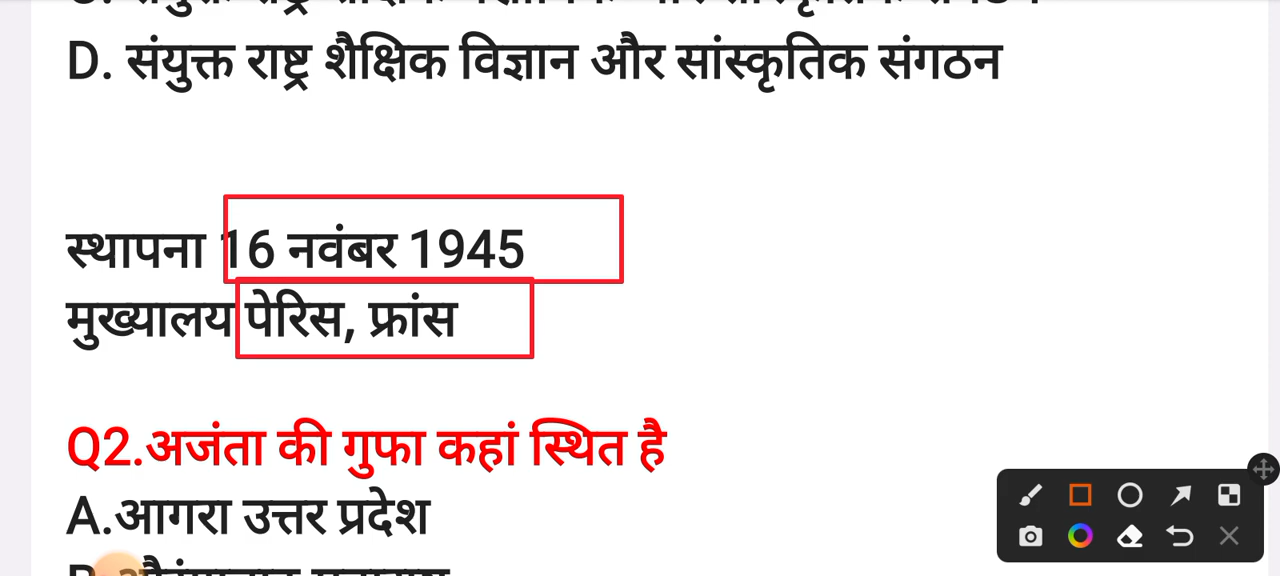 D. संयुक्त राष्ट्र शैक्षिक विज्ञान और सांस्कृतिक संगठन
स्थापना 16 नवंबर 1945
मुख्यालय पेरिस, फ्रांस
Q2.अजंता की गुफा कहां स्थित है
A.आगरा उत्तर प्रदेश